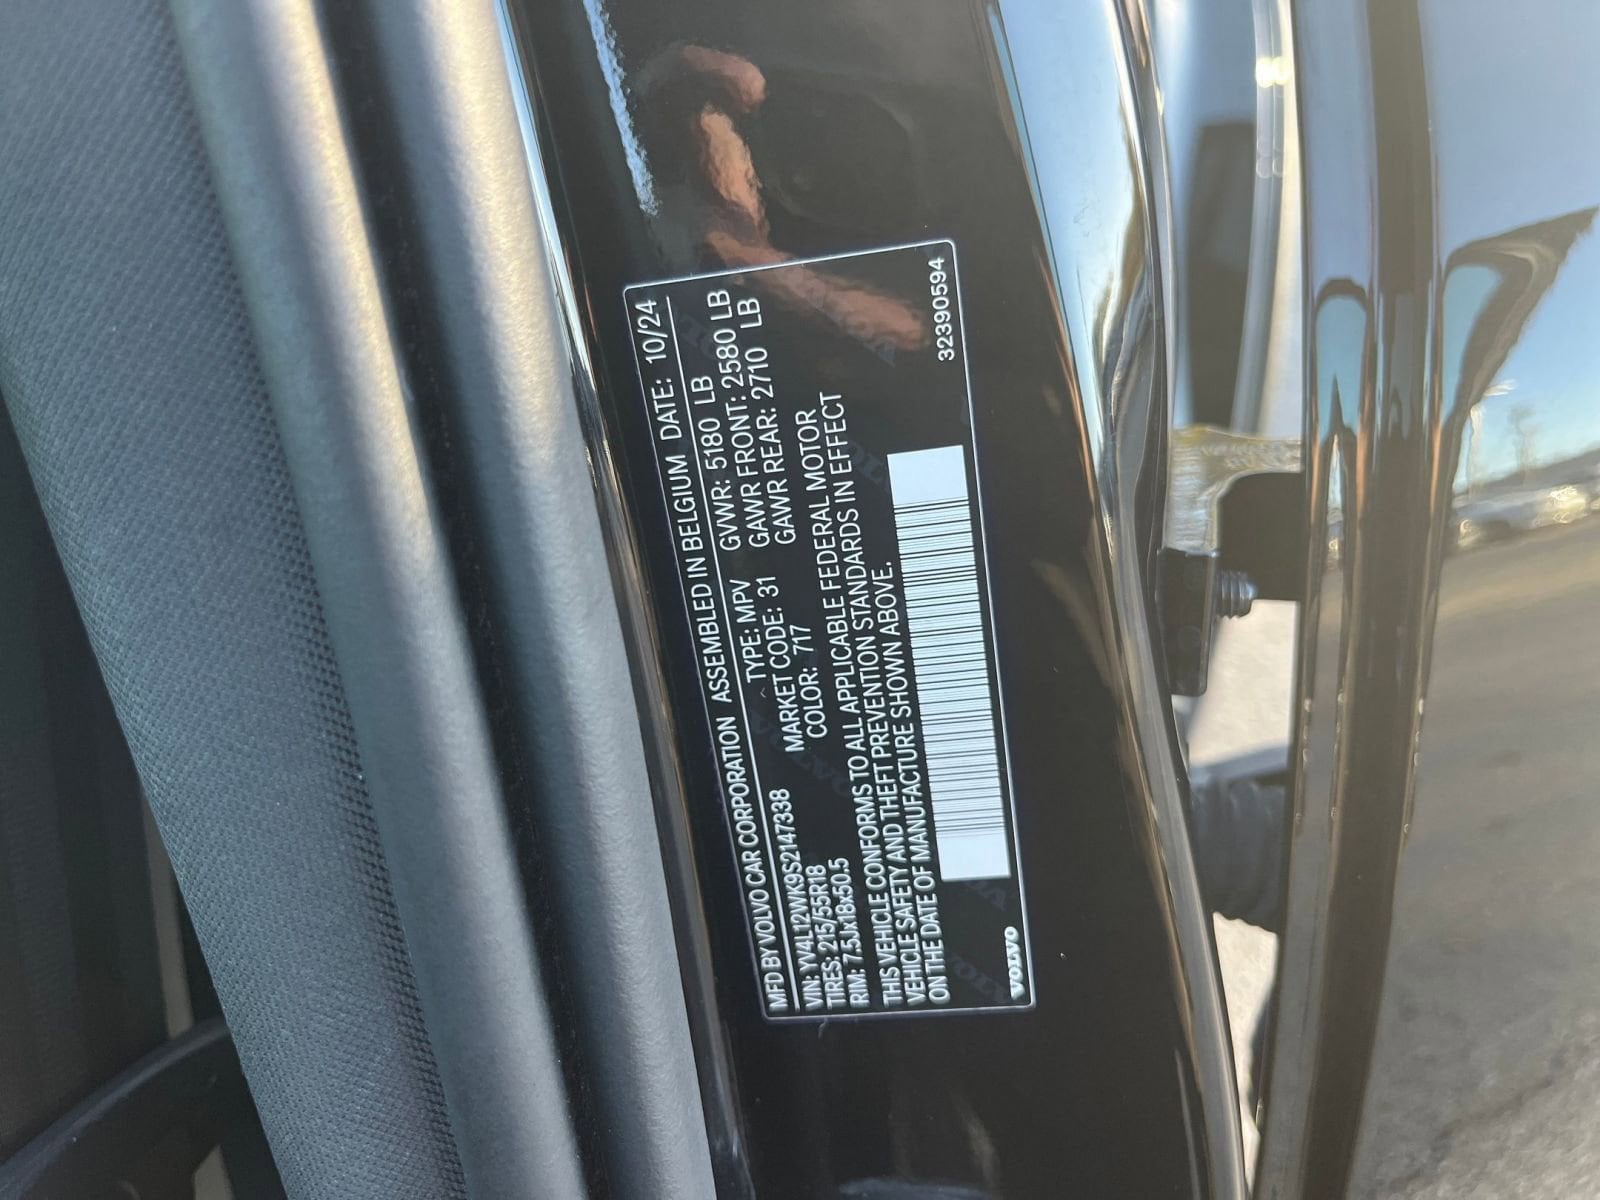 MFD BY VOLVO CAR CORPORATION ASSEMBLED IN BELGIUM DATE: 10/24
VIN: YV4L12WK9S2147338 TYPE: MPV GVWR: 5180 LB
TIRES: 215/55R18 MARKET CODE: 31 GAWR FRONT: 2580 LB
RIM: 7.5Jx18x50.5 COLOR: 717 GAWR REAR: 2710 LB
THIS VEHICLE CONFORMS TO ALL APPLICABLE FEDERAL MOTOR
VEHICLE SAFETY AND THEFT PREVENTION STANDARDS IN EFFECT
ON THE DATE OF MANUFACTURE SHOWN ABOVE.
VOLVO 32390594